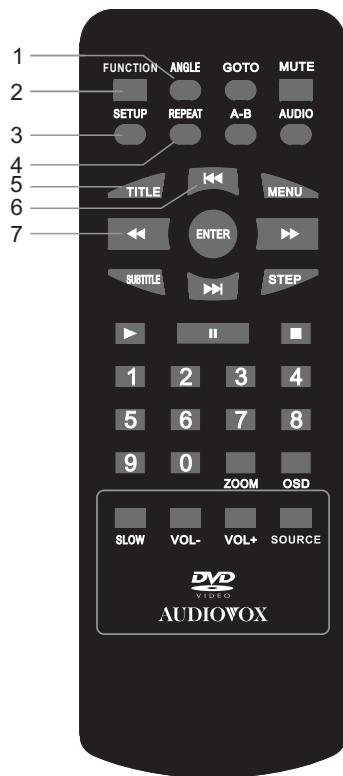 1
2
3
4
5
6
7
FUNCTION ANGLE GOTO MUTE
SETUP REPEAT A-B AUDIO
TITLE MENU
ENTER
SUBTITLE STEP
1 2 3 4
5 6 7 8
9 0
ZOOM OSD
SLOW VOL- VOL+ SOURCE
DVD
VIDEO
AUDIOVOX